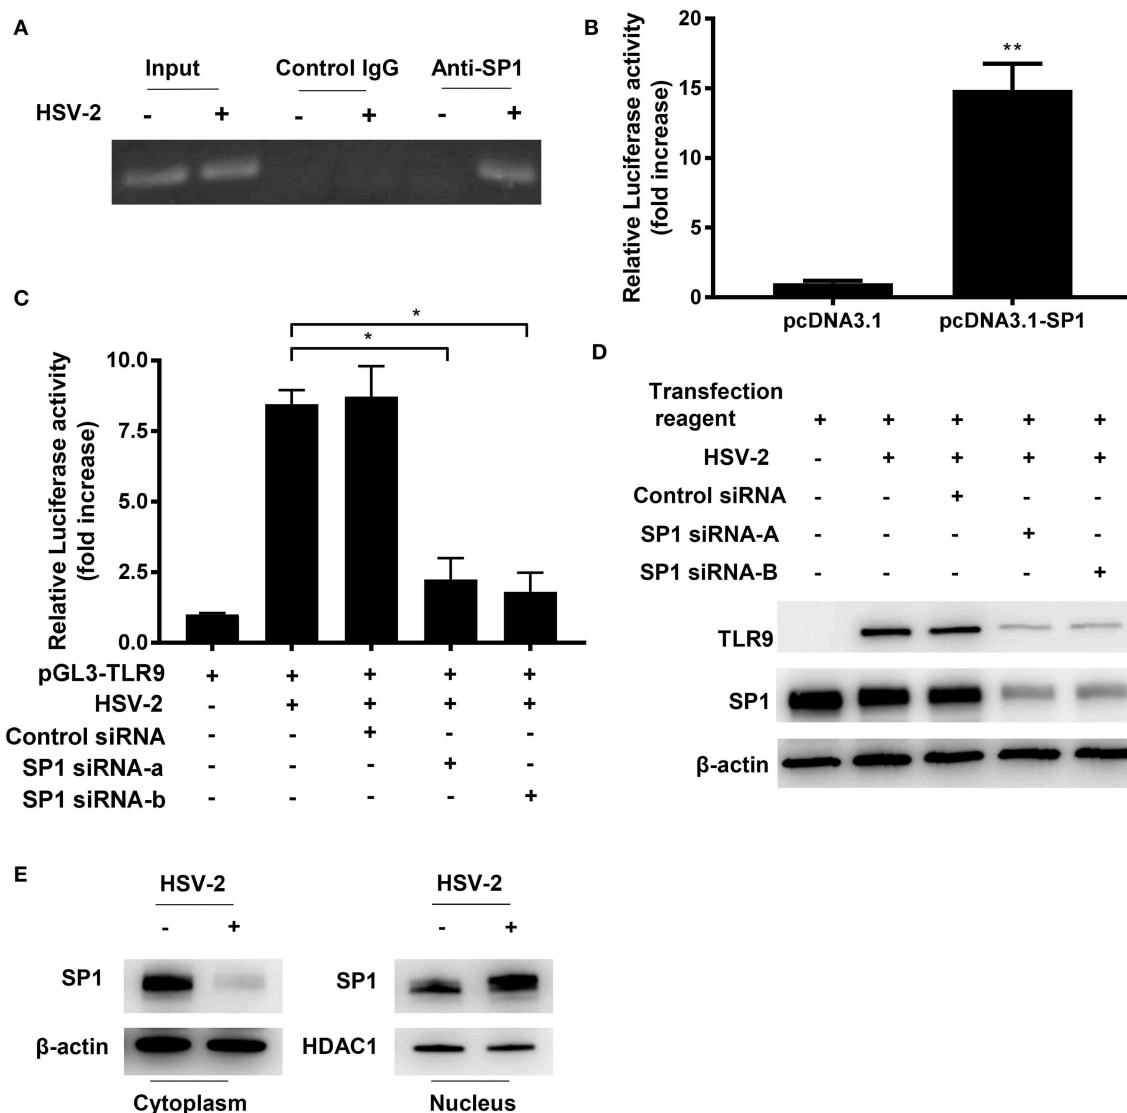 A
Input Control IgG Anti-SP1
HSV-2 - + - + - +
B
Relative Luciferase activity
(fold increase)
20
15
10
5
0
**
pcDNA3.1 pcDNA3.1-SP1
C
Relative Luciferase activity
(fold increase)
10.0
7.5
5.0
2.5
0.0
*
*
pGL3-TLR9 + + + + +
HSV-2 - + + + +
Control siRNA - - + - -
SP1 siRNA-a - - - + -
SP1 siRNA-b - - - - +
D
Transfection
reagent + + + + +
HSV-2 - + + + +
Control siRNA - - + - -
SP1 siRNA-A - - - + -
SP1 siRNA-B - - - - +
TLR9
SP1
β-actin
E
HSV-2
- +
SP1
β-actin
Cytoplasm
HSV-2
- +
SP1
HDAC1
Nucleus